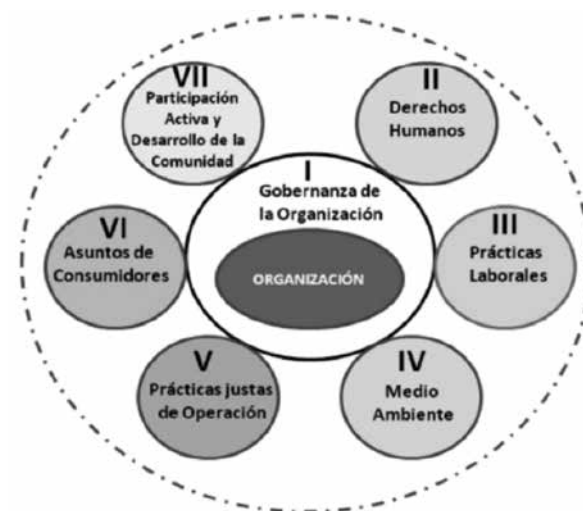 I
Gobernanza de
la Organización
ORGANIZACIÓN
II
Derechos
Humanos
III
Prácticas
Laborales
IV
Medio
Ambiente
V
Prácticas justas
de Operación
VI
Asuntos de
Consumidores
VII
Participación
Activa y
Desarrollo de la
Comunidad